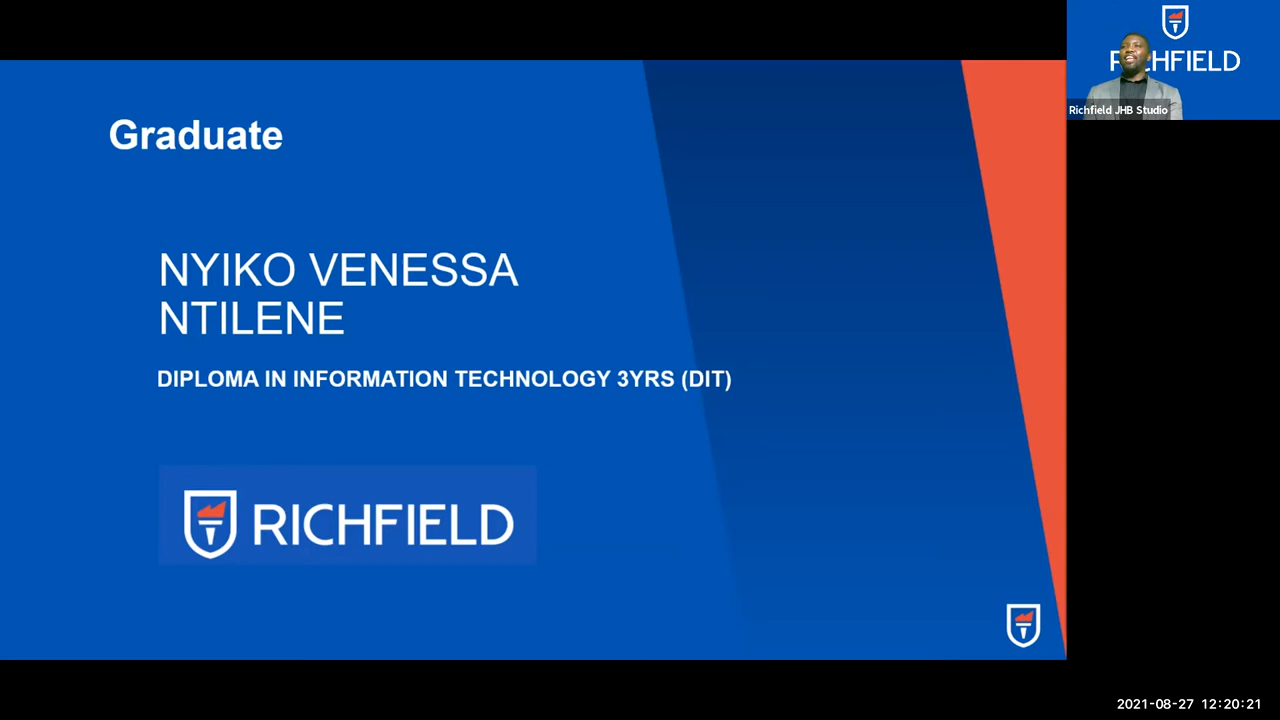 Graduate
NYIKO VENESSA
NTILENE
DIPLOMA IN INFORMATION TECHNOLOGY 3YRS (DIT)
RICHFIELD
RICHFIELD
Richfield JHB Studio
2021-08-27 12:20:21